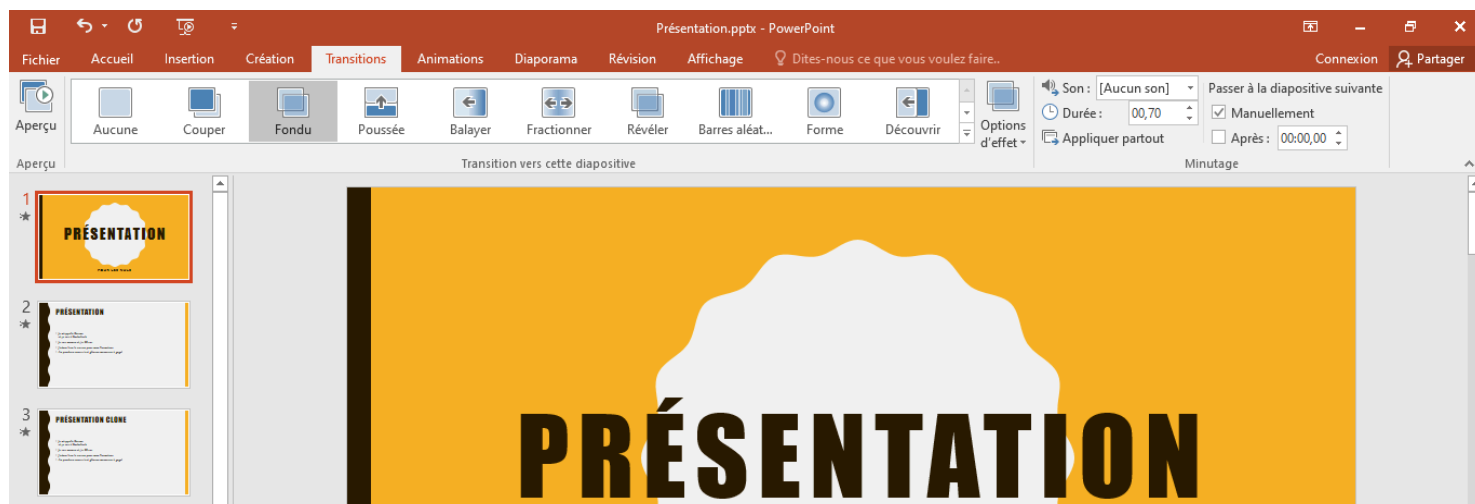 Présentation.pptx - PowerPoint
Fichier Accueil Insertion Création Transitions Animations Diaporama Révision Affichage Dites-nous ce que vous voulez faire.. Connexion Partager
Aperçu
Aucune Couper Fondu Poussée Balayer Fractionner Révéler Barres aléat... Forme Découvrir
Options d'effet
Son : [Aucun son]
Durée : 00,70
Appliquer partout
Passer à la diapositive suivante
Manuellement
Après : 00:00,00
Aperçu Transition vers cette diapositive Minutage
1
PRÉSENTATION
2
PRÉSENTATION
3
PRÉSENTATION CLONE
PRÉSENTATION